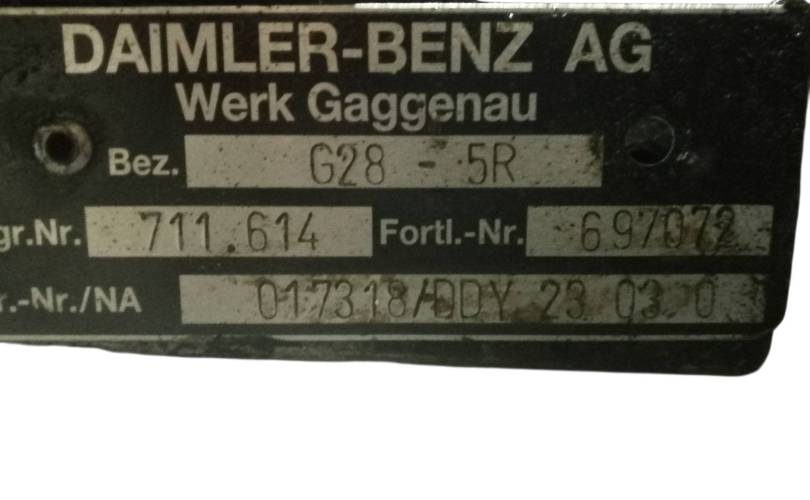 DAIMLER-BENZ AG
Werk Gaggenau
Bez. G28 - 5R
gr.Nr. 711.614 Fortl.-Nr. 697072
r.-Nr./NA 017318/DDY 23 03 0